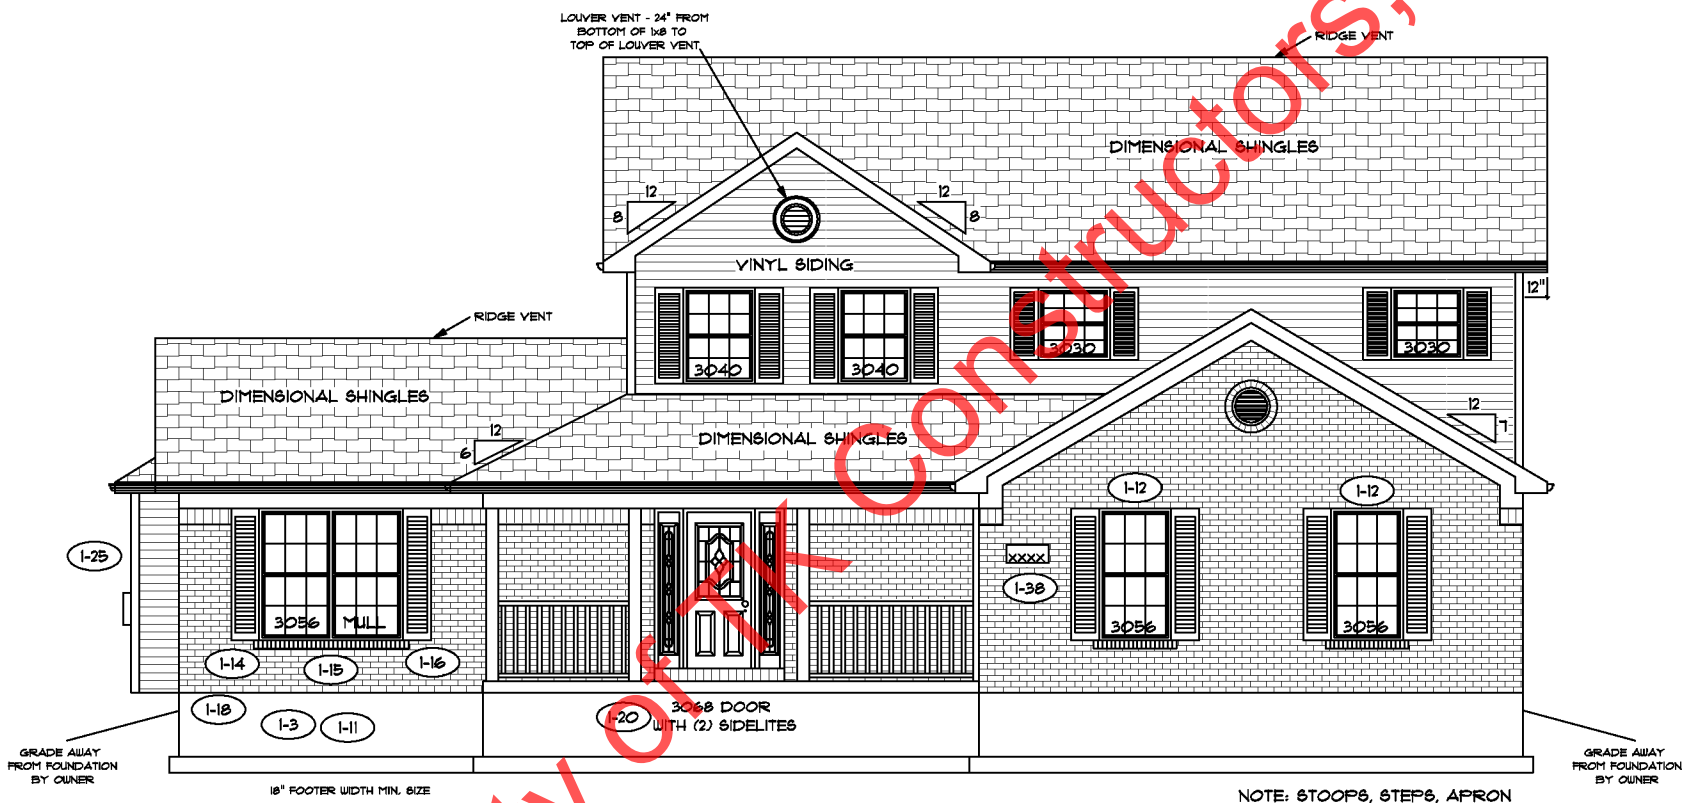 LOUVER VENT - 24" FROM
BOTTOM OF 1x8 TO
TOP OF LOUVER VENT
RIDGE VENT
DIMENSIONAL SHINGLES
12
8
12
8
VINYL SIDING
12"
RIDGE VENT
3040
3040
3030
3030
DIMENSIONAL SHINGLES
12
6
DIMENSIONAL SHINGLES
12
7
1-12
1-12
1-25
XXXX
1-38
3056 MULL
3056
3056
1-14
1-15
1-16
1-18
1-3
1-11
1-20
3068 DOOR
WITH (2) SIDELITES
GRADE AWAY
FROM FOUNDATION
BY OWNER
GRADE AWAY
FROM FOUNDATION
BY OWNER
18" FOOTER WIDTH MIN. SIZE
NOTE: STOOPS, STEPS, APRON
of TK Constructors,